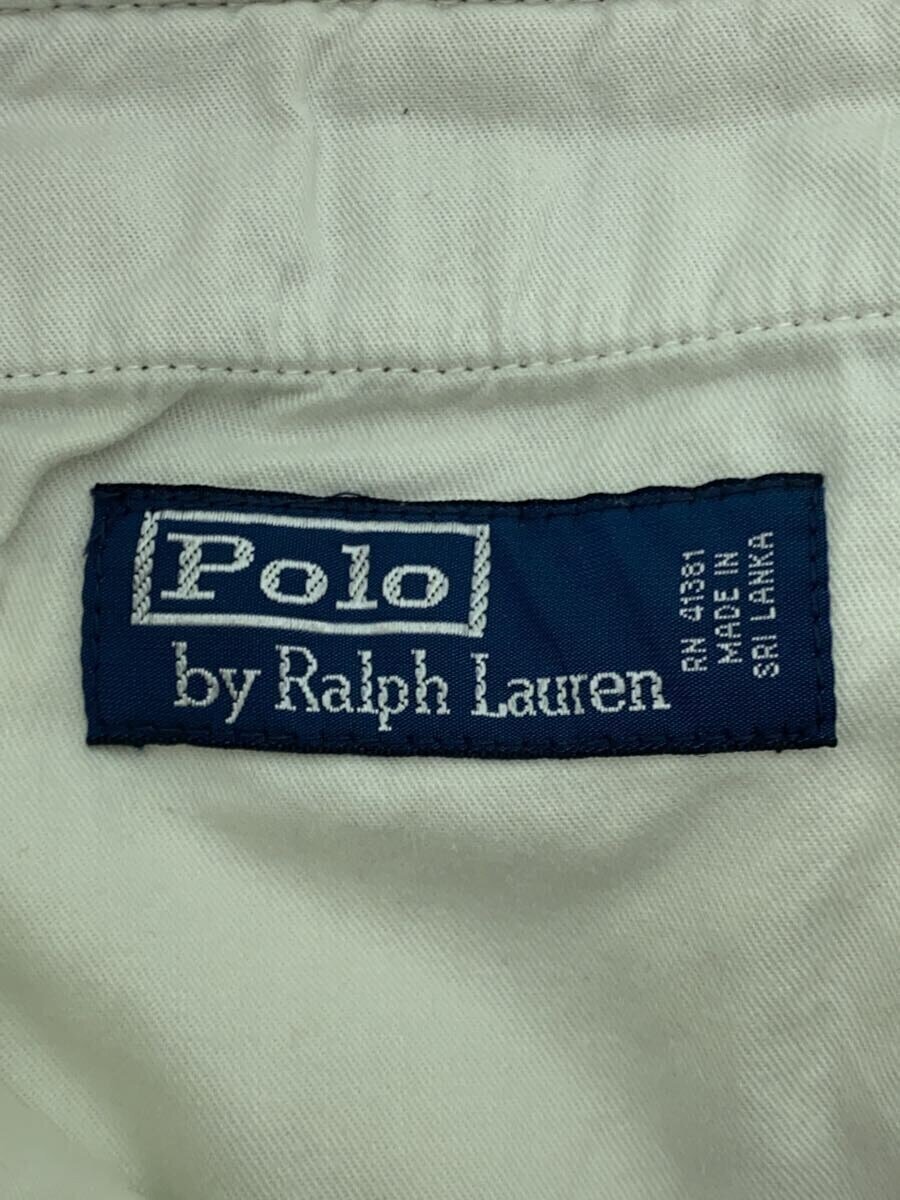 Polo
by Ralph Lauren
RN 41381
MADE IN
SRI LANKA